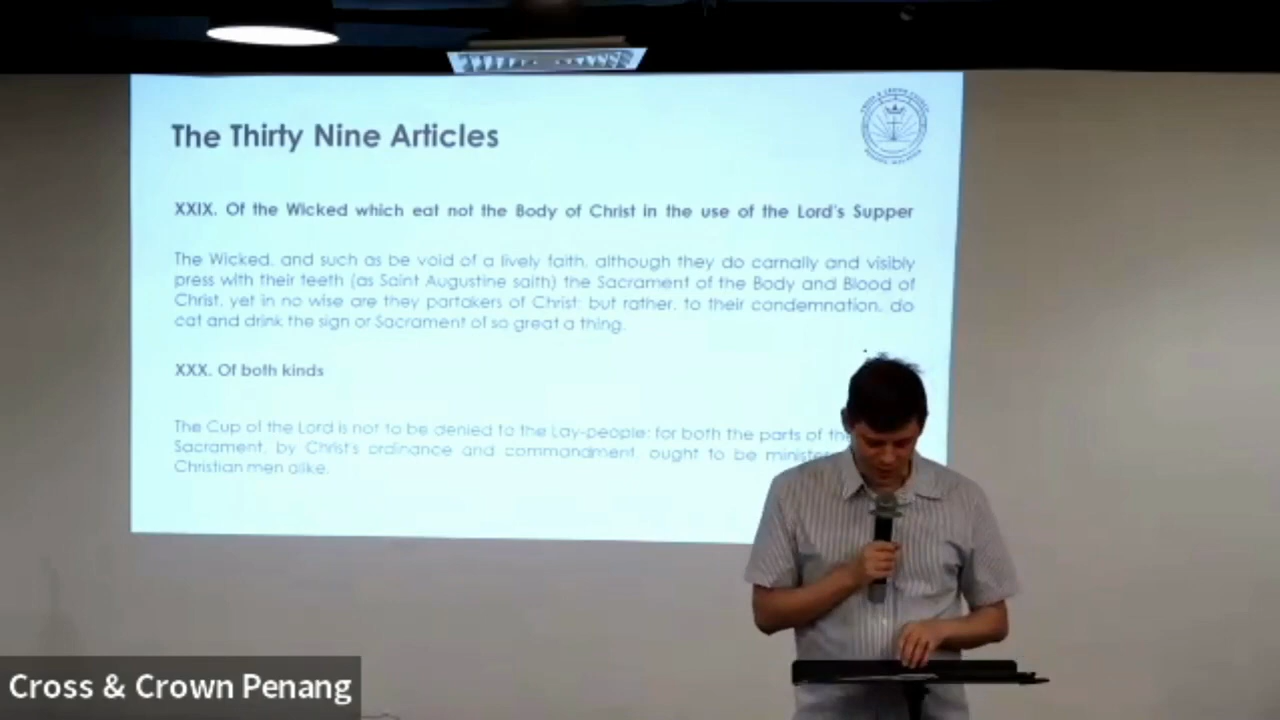 The Thirty Nine Articles
CROSS & CROWN CHURCH
PENANG, MALAYSIA
XXIX. Of the Wicked which eat not the Body of Christ in the use of the Lord's Supper
The Wicked, and such as be void of a lively faith, although they do carnally and visibly
press with their teeth (as Saint Augustine saith) the Sacrament of the Body and Blood of
Christ, yet in no wise are they partakers of Christ: but rather, to their condemnation, do
eat and drink the sign or Sacrament of so great a thing.
XXX. Of both kinds
The Cup of the Lord is not to be denied to the Lay-people: for both the parts of the
Sacrament, by Christ's ordinance and commandment, ought to be minister
Christian men alike.
Cross & Crown Penang